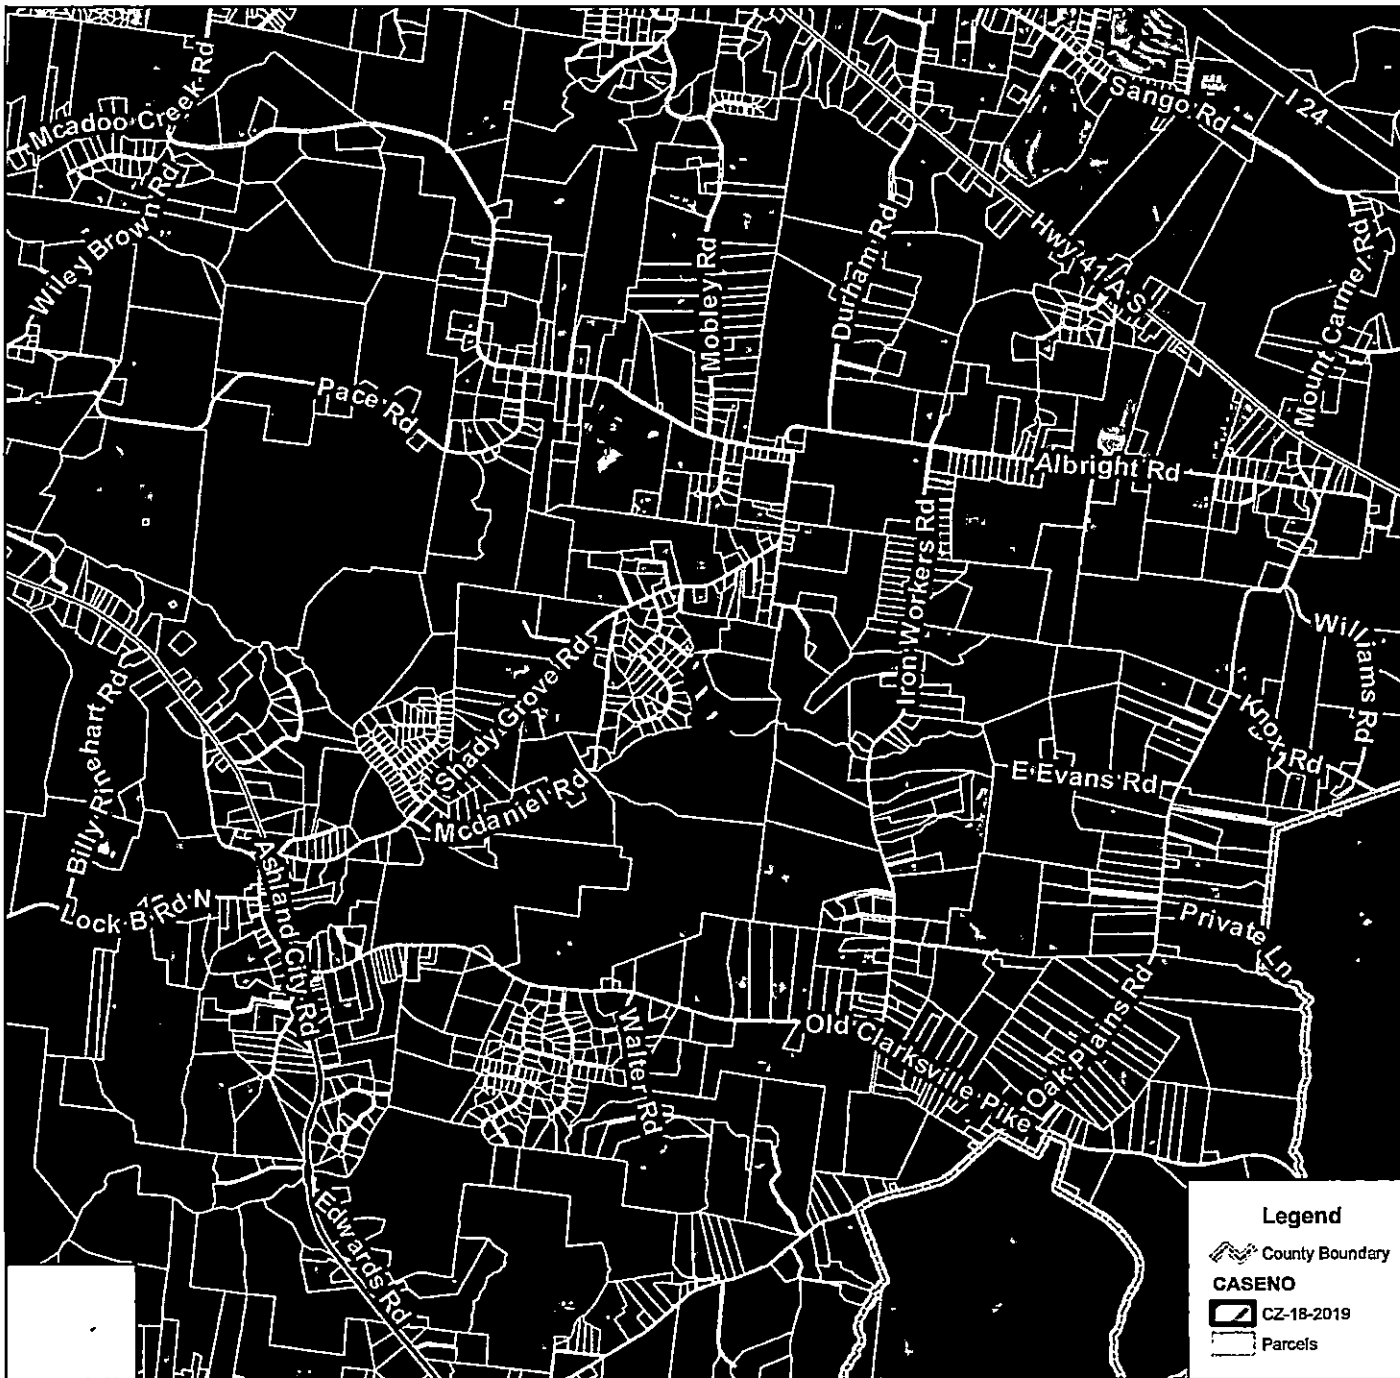 Mcadoo Creek Rd
Sango Rd
I 24
Wiley Brown Rd
Hwy 41 A S
Mount Carmel Rd
Mobley Rd
Durham Rd
Pace Rd
Albright Rd
Iron Workers Rd
Williams Rd
Shady Grove Rd
Knox Rd
Billy Rinehart Rd
E Evans Rd
Mcdaniel Rd
Ashland City Rd
Lock B Rd N
Private Ln
Oak Plains Rd
Old Clarksville Pike
Walter Rd
Edwards Rd
Legend
County Boundary
CASENO
CZ-18-2019
Parcels